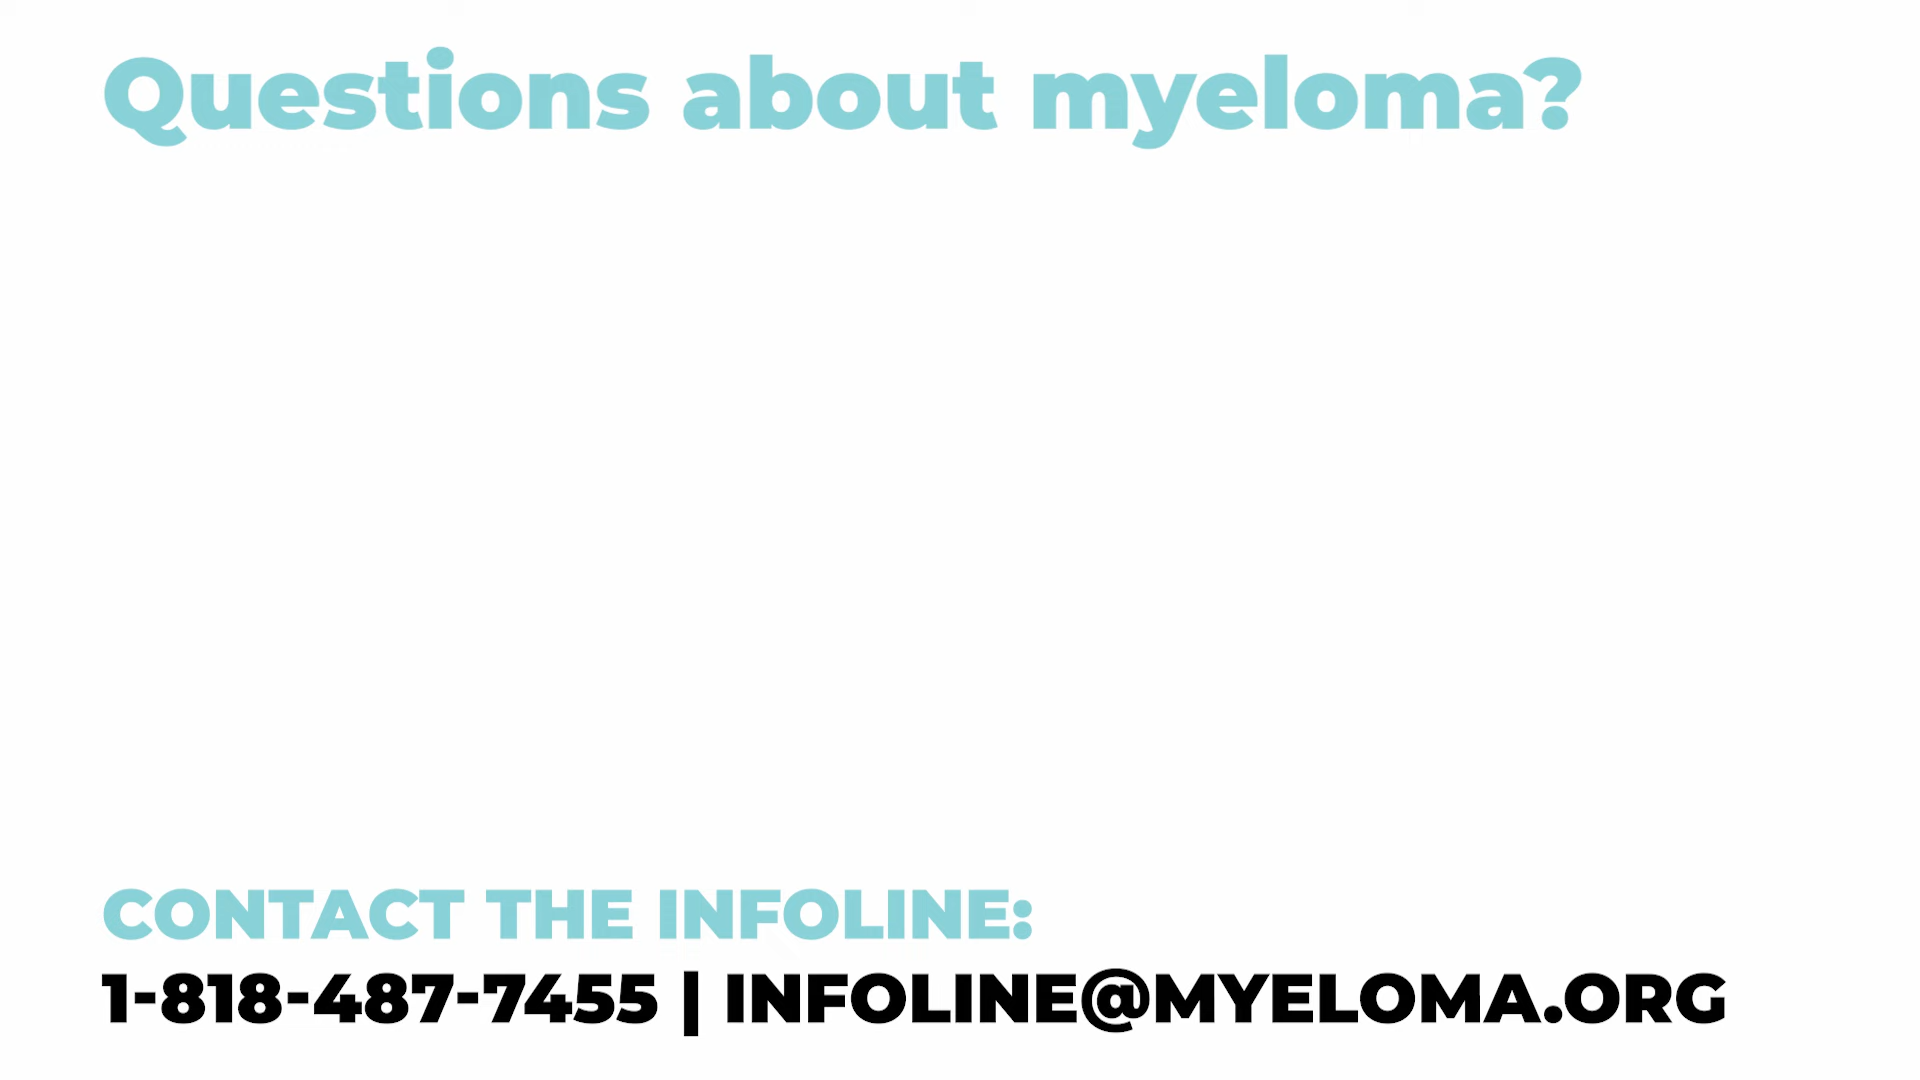 Questions about myeloma?
CONTACT THE INFOLINE:
1-818-487-7455 | INFOLINE@MYELOMA.ORG